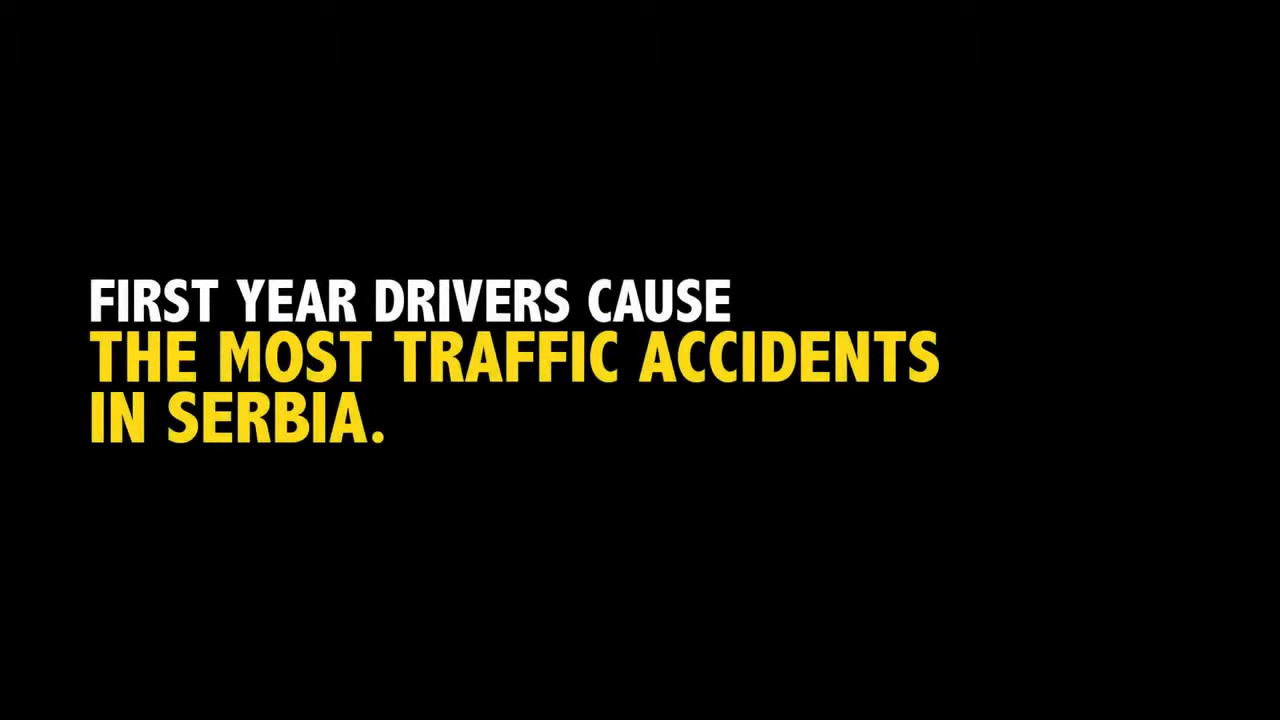 FIRST YEAR DRIVERS CAUSE
THE MOST TRAFFIC ACCIDENTS
IN SERBIA.